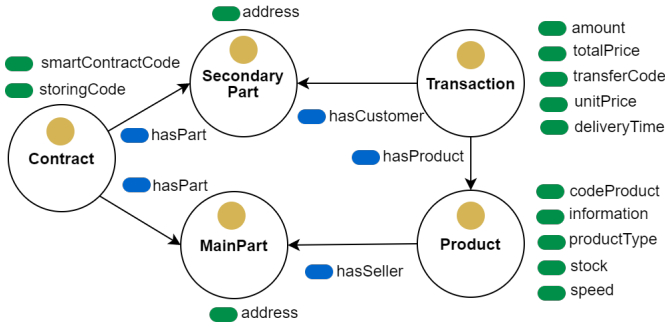 address
smartContractCode
storingCode
Secondary
Part
Transaction
amount
totalPrice
transferCode
unitPrice
deliveryTime
hasCustomer
hasPart
Contract
hasProduct
hasPart
codeProduct
information
productType
stock
speed
MainPart
Product
hasSeller
address